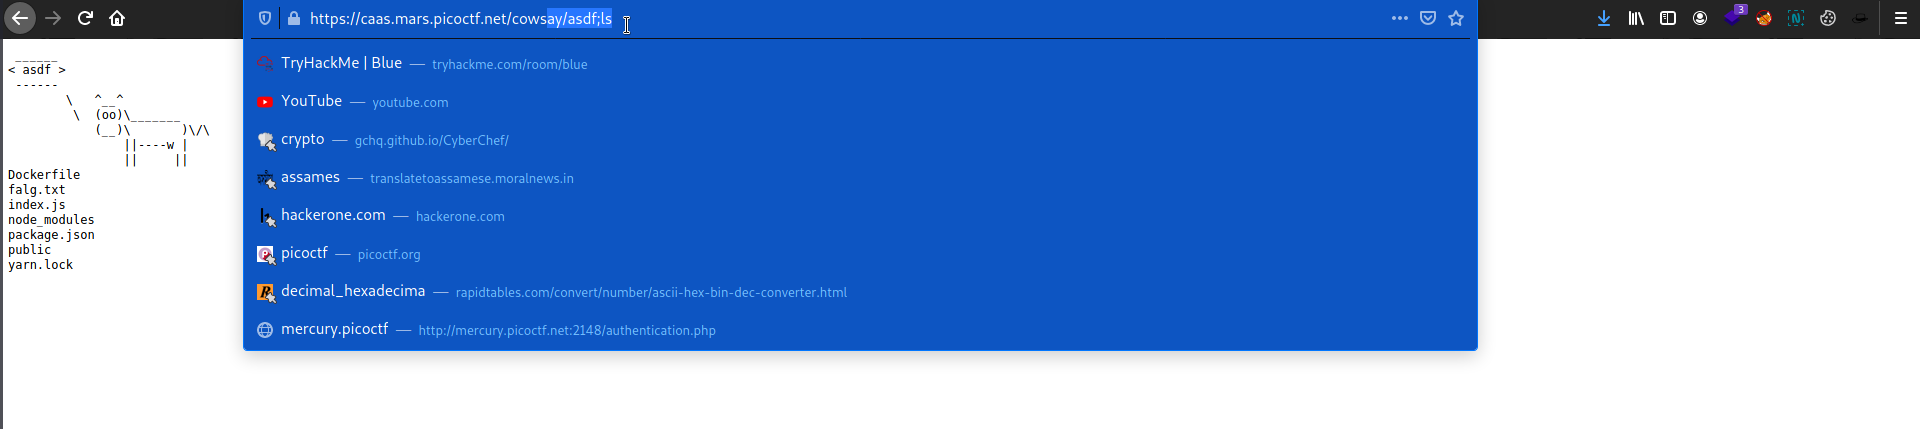 https://caas.mars.picoctf.net/cowsay/asdf;ls
3
TryHackMe | Blue — tryhackme.com/room/blue
YouTube — youtube.com
crypto — gchq.github.io/CyberChef/
assames — translatetoassamese.moralnews.in
hackerone.com — hackerone.com
picoctf — picoctf.org
decimal_hexadecima — rapidtables.com/convert/number/ascii-hex-bin-dec-converter.html
mercury.picoctf — http://mercury.picoctf.net:2148/authentication.php
 ______
< asdf >
 ------
        \   ^__^
         \  (oo)\_______
            (__)\       )\/\
                ||----w |
                ||     ||
Dockerfile
falg.txt
index.js
node_modules
package.json
public
yarn.lock